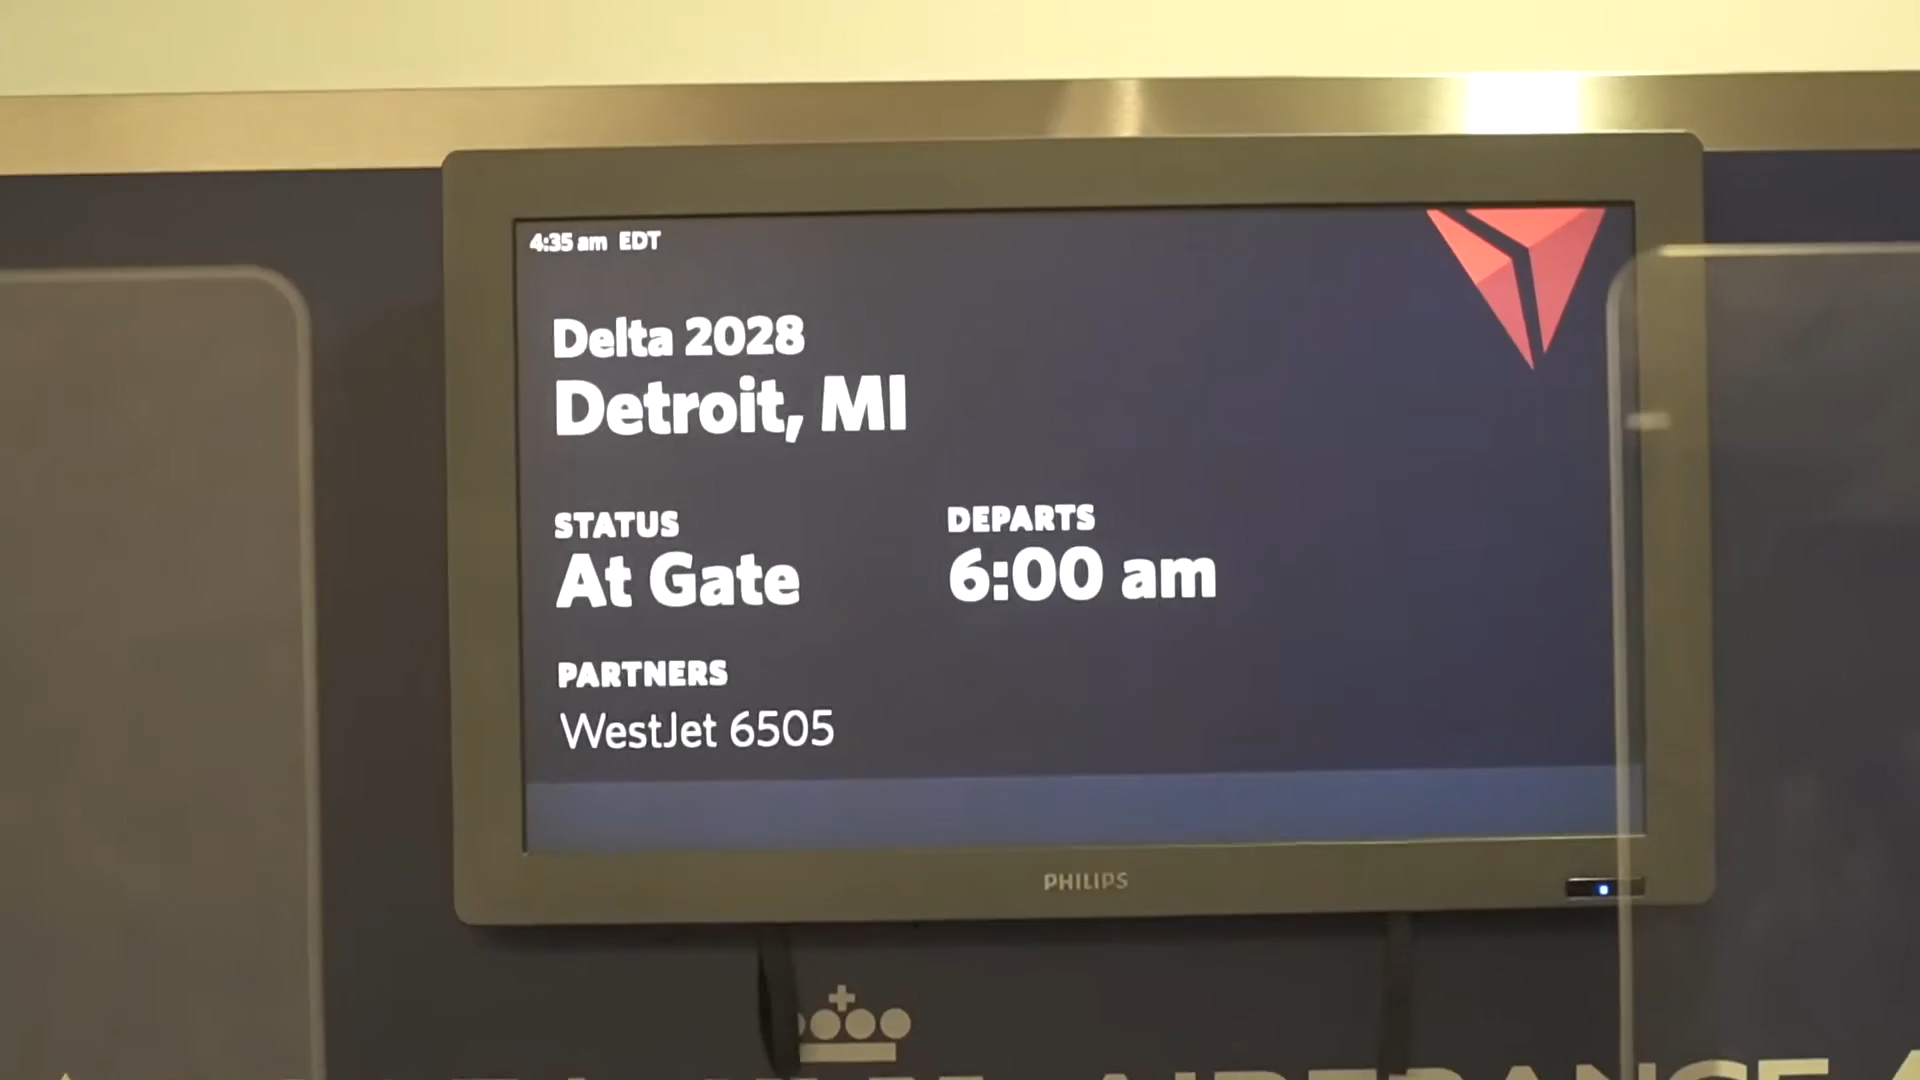 4:35 am EDT
Delta 2028
Detroit, MI
STATUS
At Gate
DEPARTS
6:00 am
PARTNERS
WestJet 6505
PHILIPS
AIRFRANCE